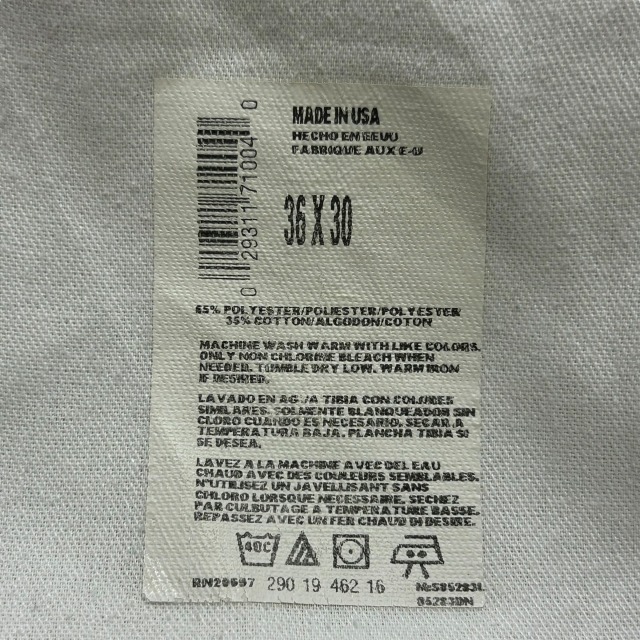 MADE IN USA
HECHO EN EEUU
FABRIQUE AUX E-U
0 29311 71004 0
36 X 30
65% POLYESTER/POLIESTER/POLYESTER
35% COTTON/ALGODON/COTON
MACHINE WASH WARM WITH LIKE COLORS.
ONLY NON CHLORINE BLEACH WHEN
NEEDED. TUMBLE DRY LOW. WARM IRON
IF DESIRED.
LAVADO EN AGUA TIBIA CON COLORES
SIMILARES. SOLMENTE BLANQUEADOR SIN
CLORO CUANDO ES NECESARIO. SECAR A
TEMPERATURA BAJA. PLANCHA TIBIA SI
SE DESEA.
LAVEZ A LA MACHINE AVEC DEL EAU
CHAUD AVEC DES COULEURS SEMBLABLES.
N'UTILISEZ UN JAVELLISANT SANS
CHLORO LORSQUE NECESSAIRE. SECHEZ
PAR CULBUTAGE A TEMPERATURE BASSE.
REPASSEZ AVEC UN FER CHAUD DI DESIRE.
40C
290 19 462 16